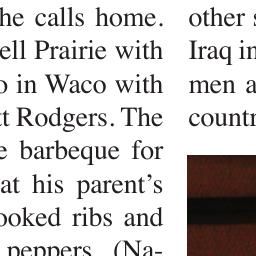 he calls home.
ell Prairie with
o in Waco with
tt Rodgers. The
e barbeque for
at his parent's
ooked ribs and
peppers. (Na-
other s
Iraq in
men a
countr